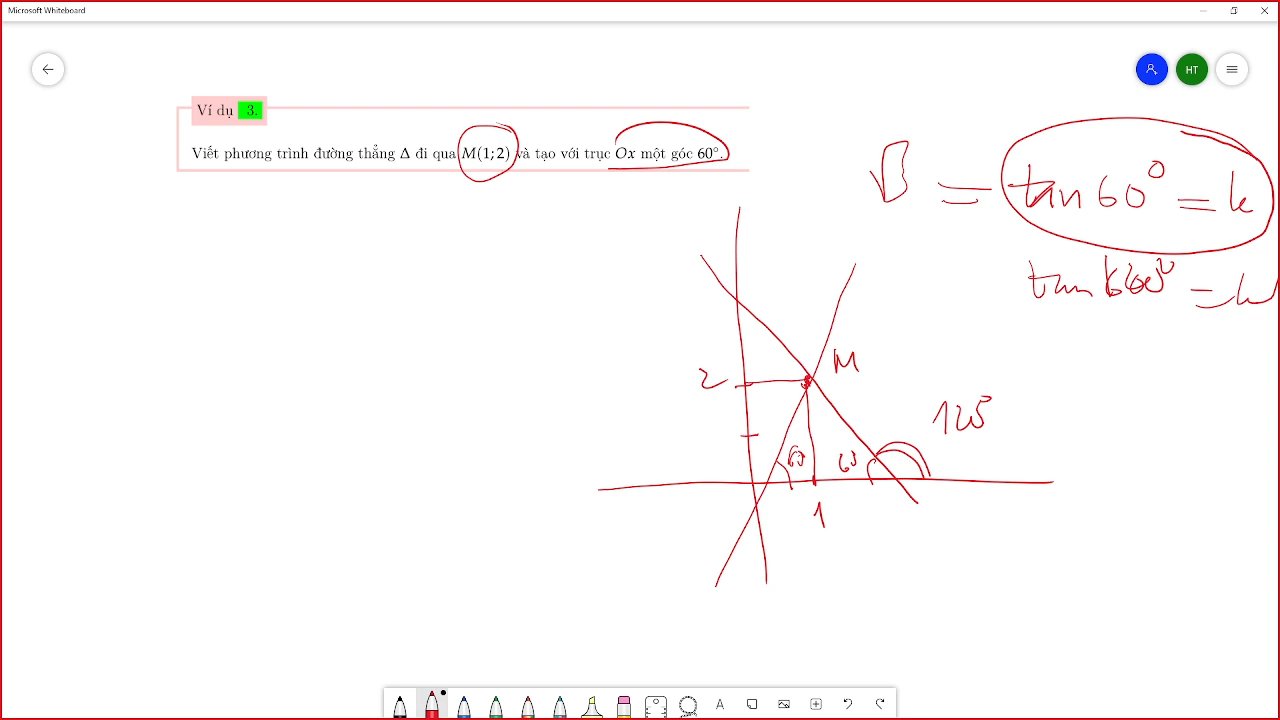 Microsoft Whiteboard
HT
Ví dụ 3.
Viết phương trình đường thẳng Δ đi qua M(1;2) và tạo với trục Ox một góc 60°.
√3 = tan 60° = k
tan = k
M
2
120°
60
60
1
A